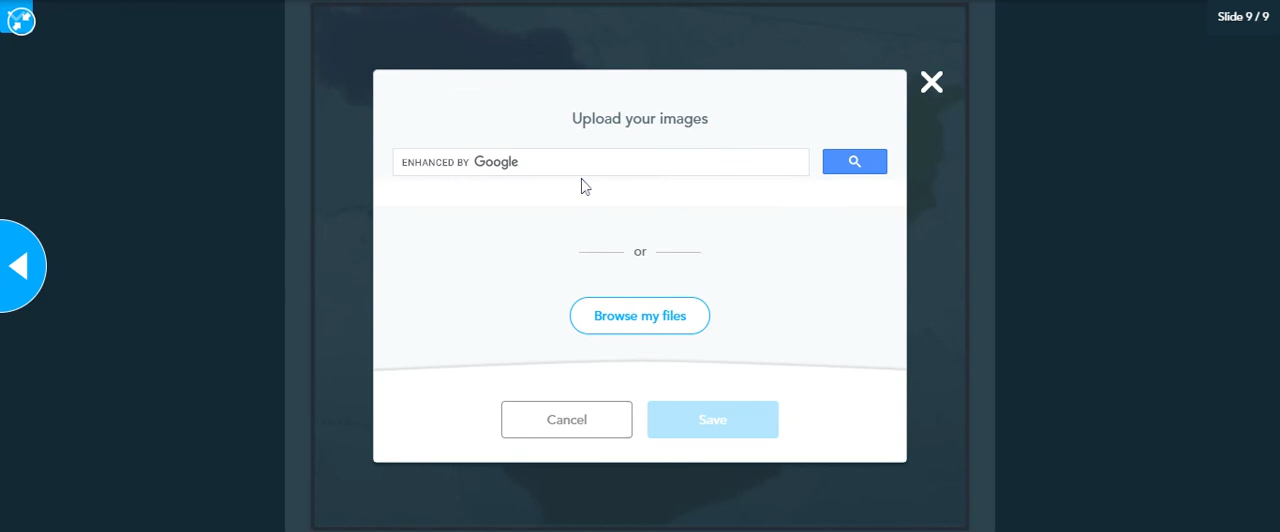 Slide 9 / 9
Upload your images
ENHANCED BY Google
or
Browse my files
Cancel
Save